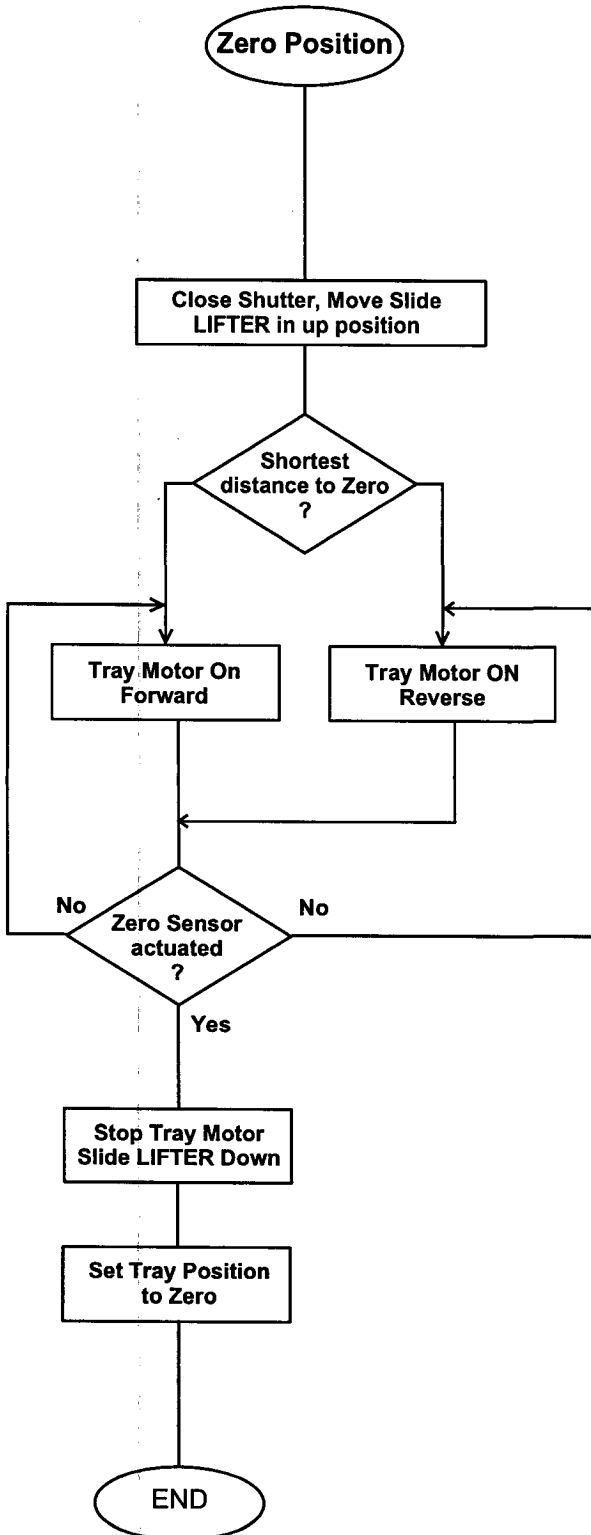 Zero Position
Close Shutter, Move Slide
LIFTER in up position
Shortest
distance to Zero
?
Tray Motor On
Forward
Tray Motor ON
Reverse
No
Zero Sensor
actuated
?
No
Yes
Stop Tray Motor
Slide LIFTER Down
Set Tray Position
to Zero
END